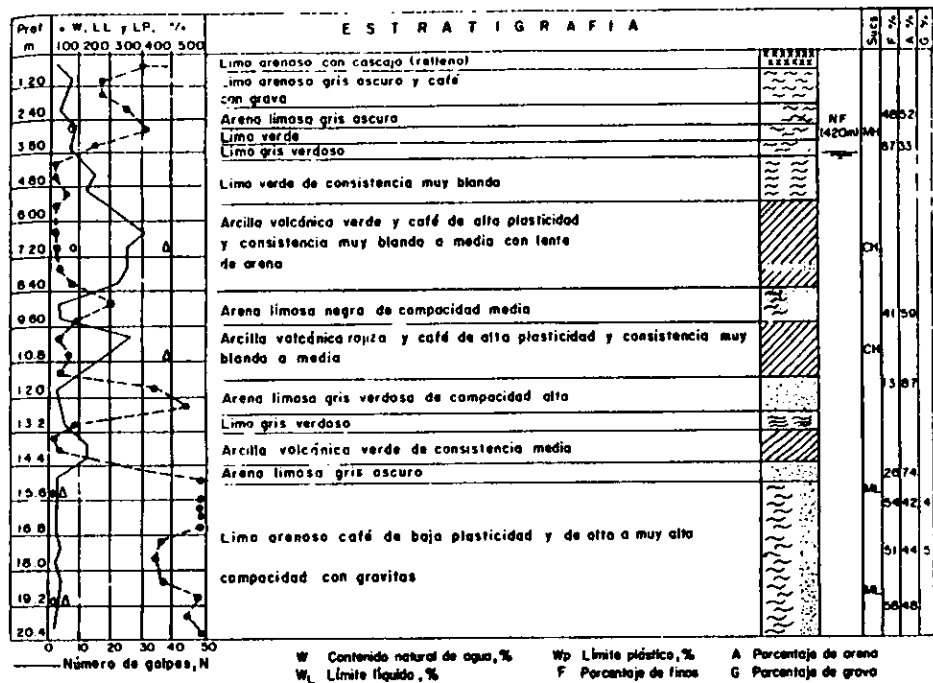 Prof
m
• W, LL y LP, %
100 200 300 400 500
ESTRATIGRAFIA
Sucs
F %
A %
G %
Limo arenoso con cascajo (relleno)
1.20
Limo arenoso gris oscuro y café
con grava
2.40
Arena limosa gris oscura
48 52
NF
(420m)
MH
Limo verde
3.80
Limo gris verdoso
67 33
4.80
Limo verde de consistencia muy blanda
6.00
Arcilla volcánica verde y café de alta plasticidad
y consistencia muy blanda a media con lente
de arena
CH
7.20
8.40
Arena limosa negra de compacidad media
41 59
9.60
Arcilla volcánica rojiza y café de alta plasticidad y consistencia muy
blanda a media
CH
10.8
13 87
12.0
Arena limosa gris verdosa de compacidad alta
Limo gris verdoso
13.2
Arcilla volcánica verde de consistencia media
14.4
Arena limosa gris oscuro
26 74
ML
15.6
54 42 4
16.8
Limo arenoso café de baja plasticidad y de alta a muy alta
51 44 5
compacidad con gravitas
18.0
ML
19.2
56 48
20.4
0 10 20 30 40 50
Número de golpes, N
W Contenido natural de agua, %
Wp Límite plástico, %
A Porcentaje de arena
WL Límite líquido, %
F Porcentaje de finos
G Porcentaje de grava